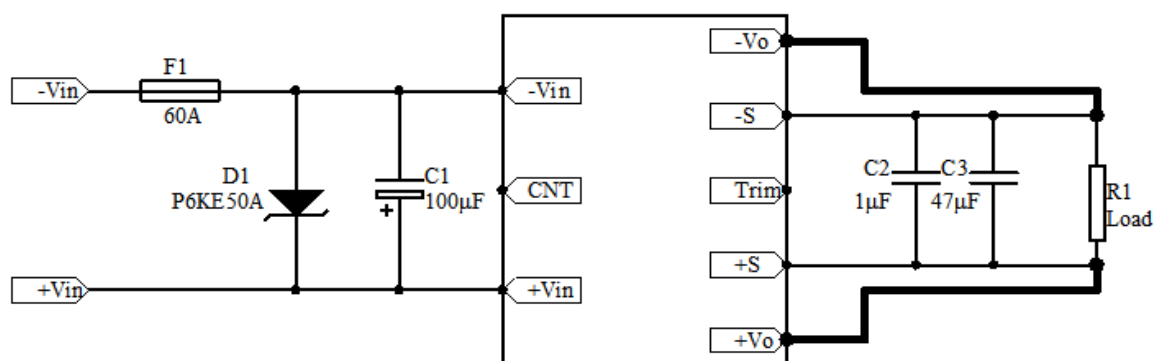 -Vin
F1
60A
D1
P6KE50A
C1
100μF
+Vin
-Vin
CNT
+Vin
-Vo
-S
Trim
+S
+Vo
C2
1μF
C3
47μF
R1
Load